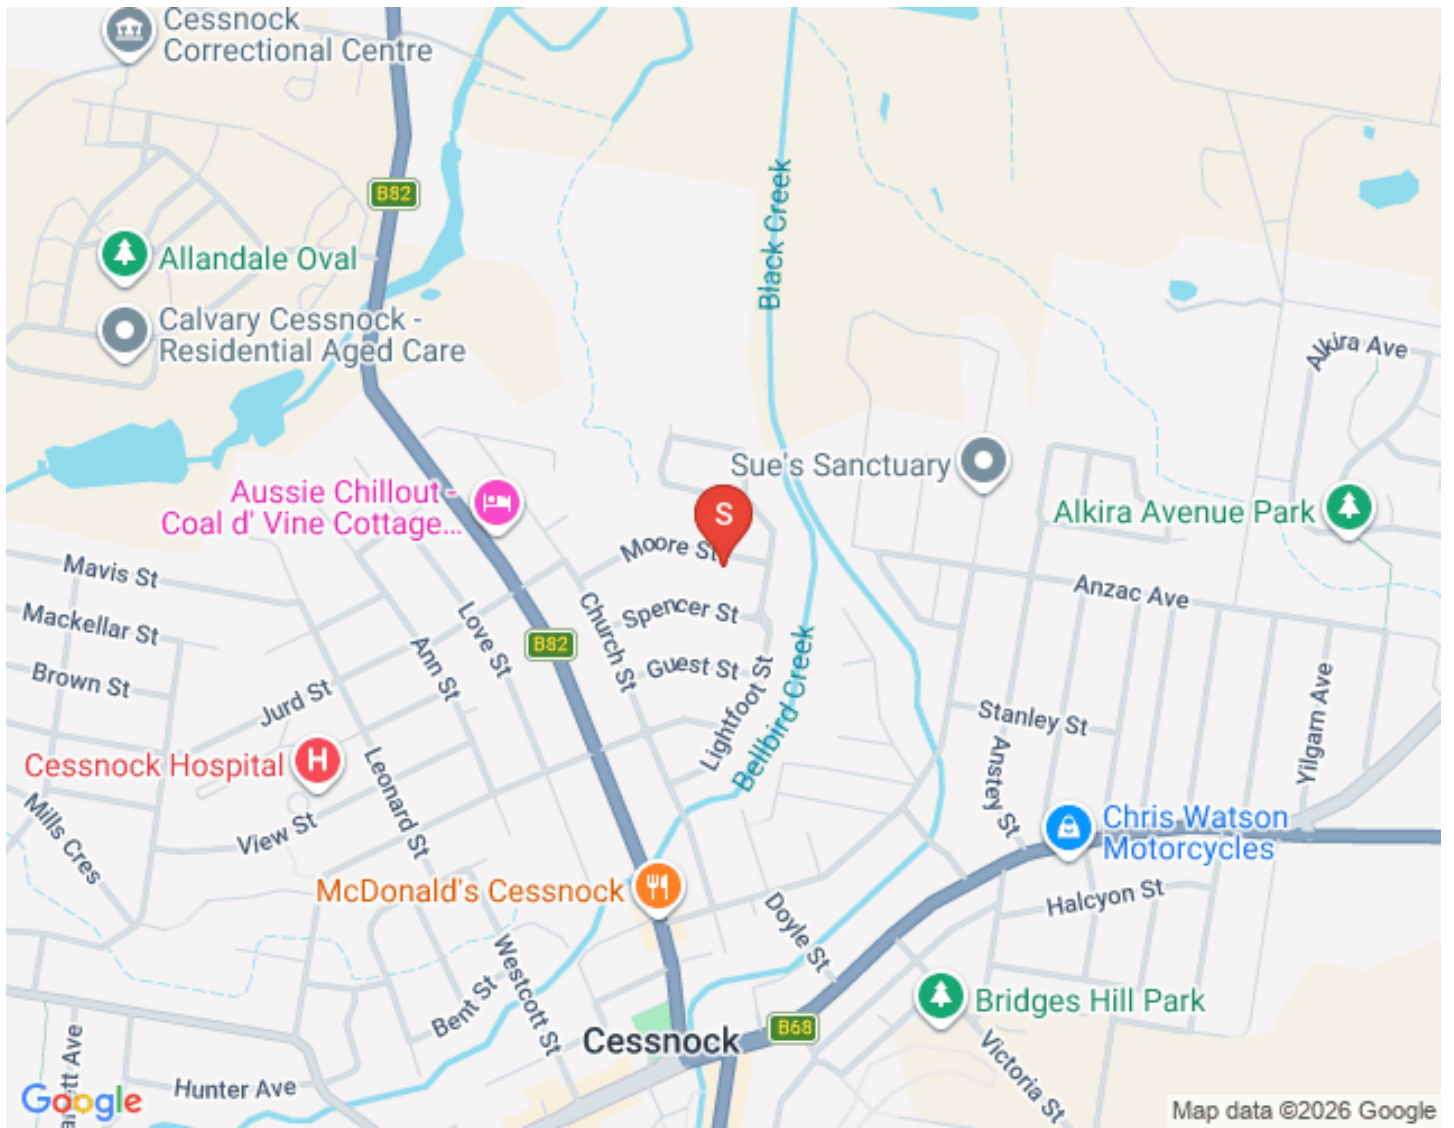 Cessnock
Correctional Centre
B82
Black Creek
Allandale Oval
Calvary Cessnock -
Residential Aged Care
Alkira Ave
Sue's Sanctuary
Aussie Chillout -
Coal d' Vine Cottage...
S
Alkira Avenue Park
Moore St
Mavis St
Anzac Ave
Mackellar St
Love St
Church St
Spencer St
B82
Ann St
Guest St
Brown St
Jurd St
Lightfoot St
Bellbird Creek
Stanley St
Yilgarn Ave
Cessnock Hospital
H
Leonard St
Anstey St
Mills Cres
View St
Chris Watson
Motorcycles
McDonald's Cessnock
Halcyon St
Doyle St
Westcott St
Bent St
Bridges Hill Park
B68
Cessnock
Victoria St
Ave
Hunter Ave
Google
Map data ©2026 Google